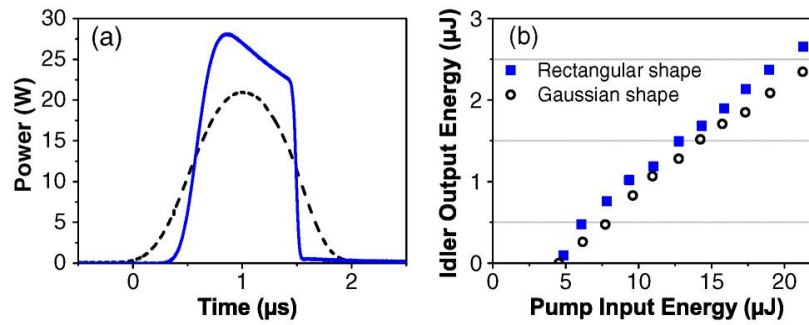 (a)
Power (W)
30
25
20
15
10
5
0
0
1
2
Time (µs)
(b)
Idler Output Energy (µJ)
3
2
1
0
Rectangular shape
Gaussian shape
0
5
10
15
20
Pump Input Energy (µJ)